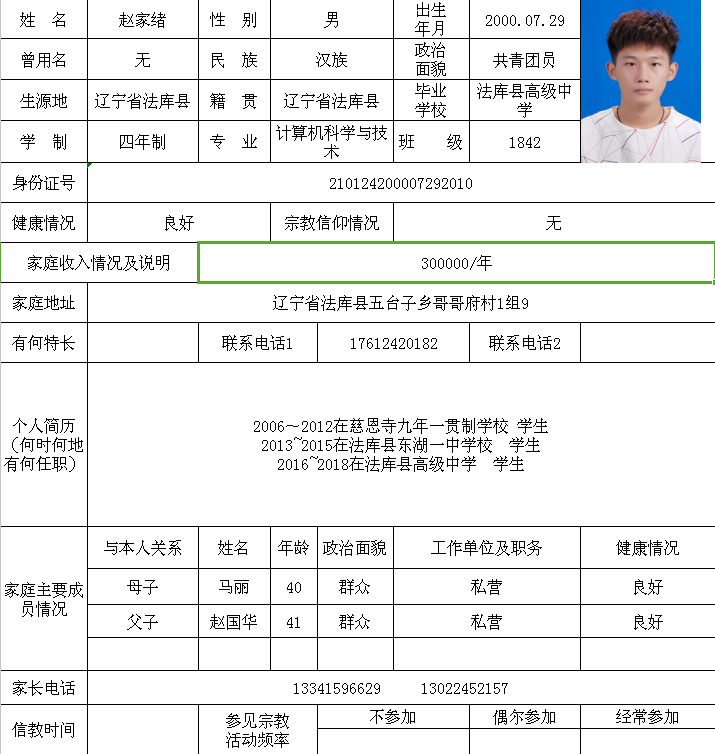 姓 名 赵家绪 性 别 男 出生年月 2000.07.29
曾用名 无 民 族 汉族 政治面貌 共青团员
生源地 辽宁省法库县 籍 贯 辽宁省法库县 毕业学校 法库县高级中学
学 制 四年制 专 业 计算机科学与技术 班 级 1842
身份证号 210124200007292010
健康情况 良好 宗教信仰情况 无
家庭收入情况及说明 300000/年
家庭地址 辽宁省法库县五台子乡哥哥府村1组9
有何特长 联系电话1 17612420182 联系电话2
个人简历（何时何地有何任职）
2006～2012在慈恩寺九年一贯制学校 学生
2013~2015在法库县东湖一中学校 学生
2016~2018在法库县高级中学 学生
家庭主要成员情况
与本人关系 姓名 年龄 政治面貌 工作单位及职务 健康情况
母子 马丽 40 群众 私营 良好
父子 赵国华 41 群众 私营 良好
家长电话 13341596629 13022452157
信教时间 参见宗教活动频率 不参加 偶尔参加 经常参加